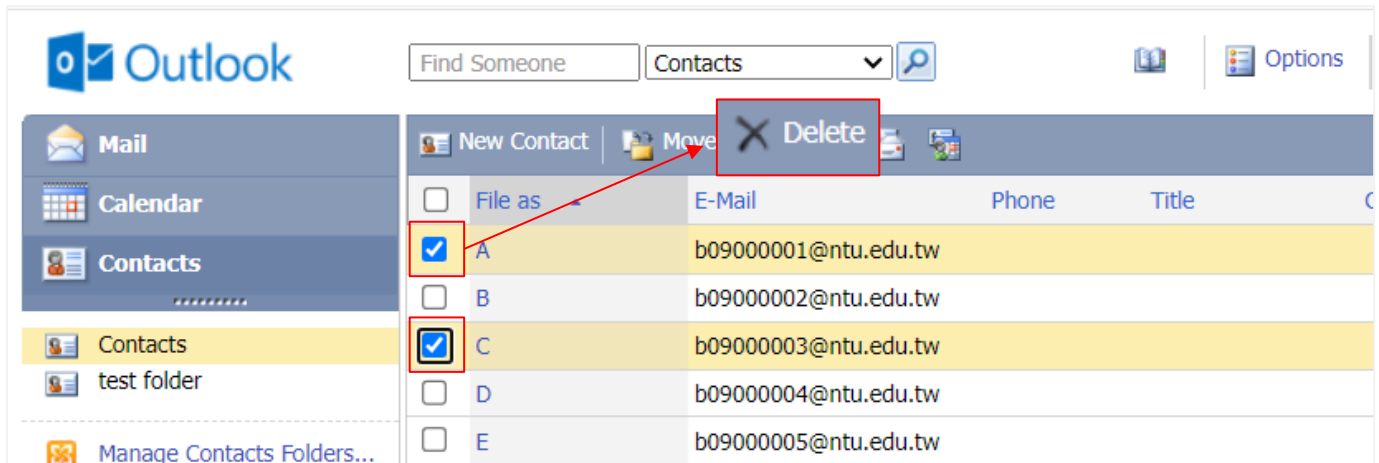 Outlook
Find Someone Contacts Options
Mail
New Contact Move Delete
Calendar
File as E-Mail Phone Title
A b09000001@ntu.edu.tw
Contacts
B b09000002@ntu.edu.tw
Contacts
C b09000003@ntu.edu.tw
test folder
D b09000004@ntu.edu.tw
Manage Contacts Folders...
E b09000005@ntu.edu.tw